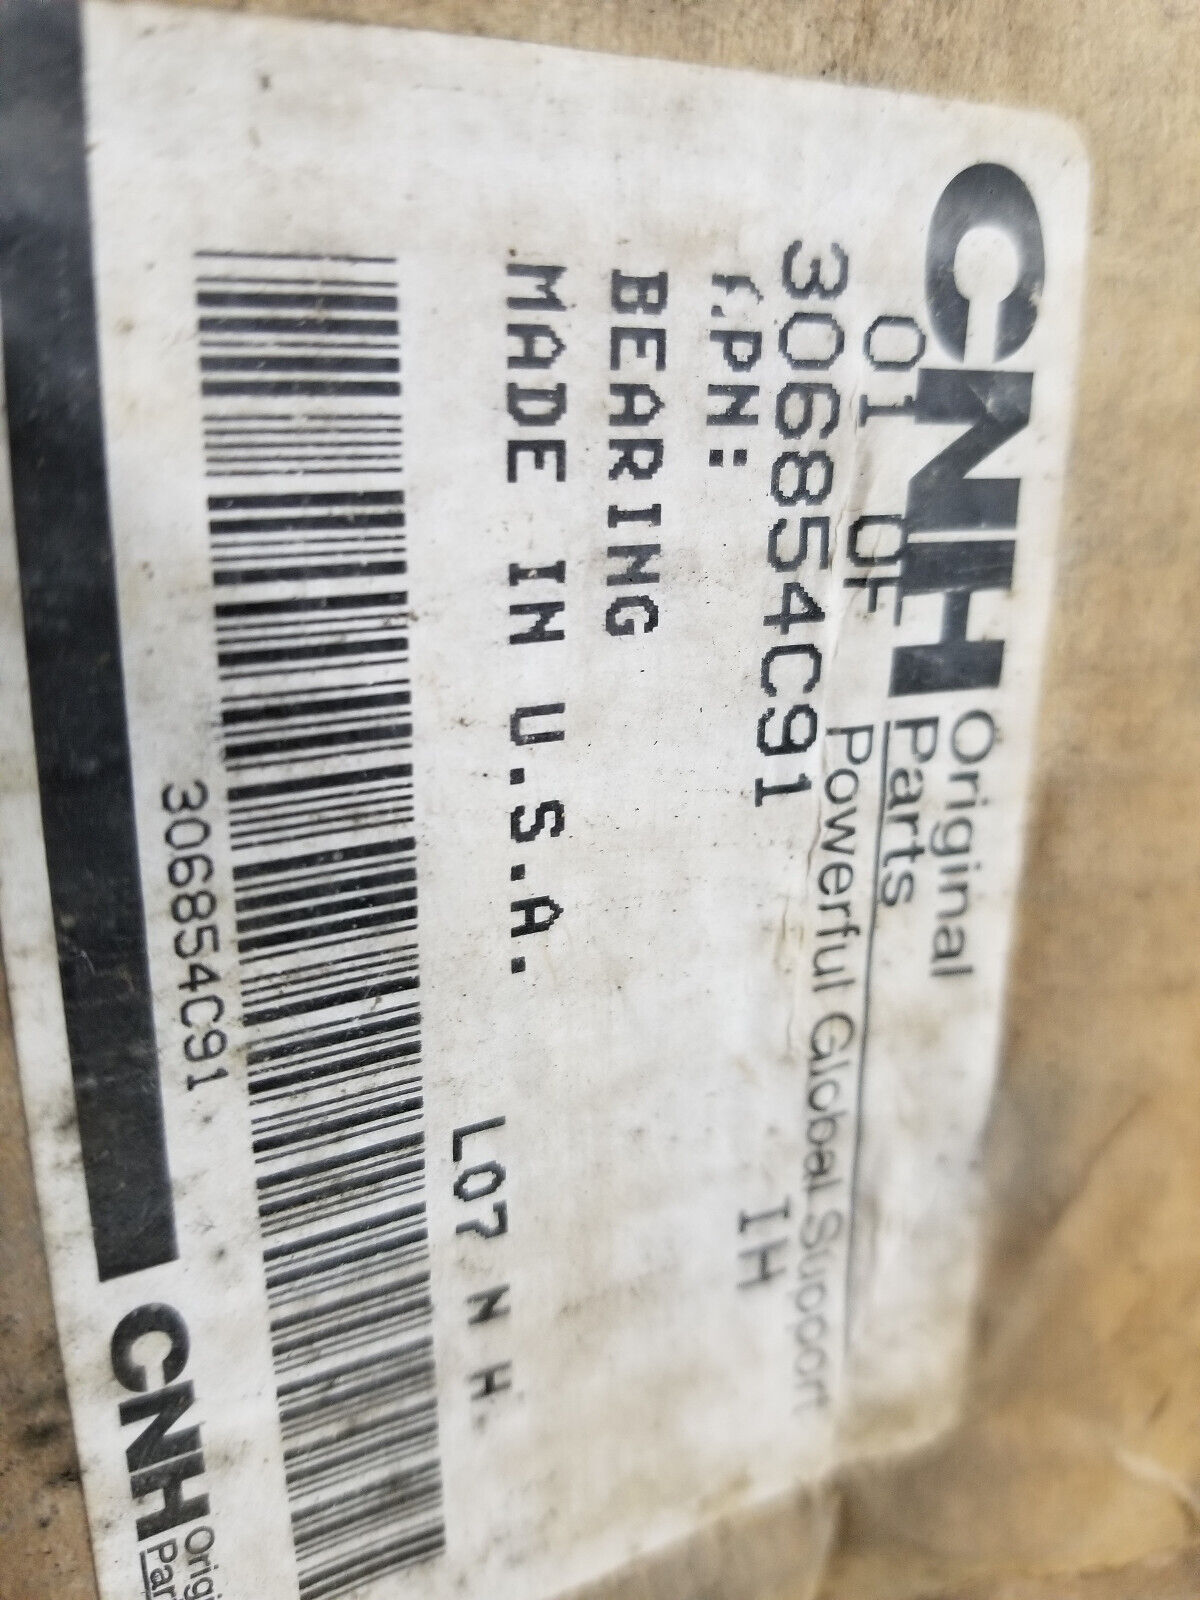 CNH Original
Parts
Powerful Global Support
01 OF
306854C91 IH
F.PN:
BEARING
MADE IN U.S.A.
L07 N H
306854C91
CNH